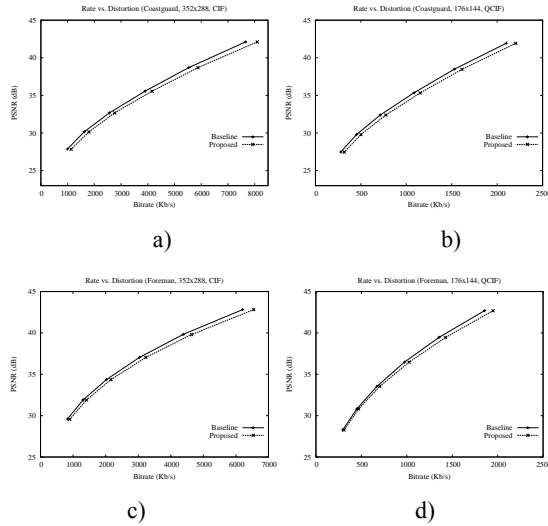 Rate vs. Distortion (Coastguard, 352x288, CIF)
45
40
35
30
25
PSNR (dB)
Baseline
Proposed
0 1000 2000 3000 4000 5000 6000 7000 8000
Bitrate (Kb/s)
a)
Rate vs. Distortion (Coastguard, 176x144, QCIF)
45
40
35
30
25
PSNR (dB)
Baseline
Proposed
0 500 1000 1500 2000 2500
Bitrate (Kb/s)
b)
Rate vs. Distortion (Foreman, 352x288, CIF)
45
40
35
30
25
PSNR (dB)
Baseline
Proposed
0 1000 2000 3000 4000 5000 6000 7000
Bitrate (Kb/s)
c)
Rate vs. Distortion (Foreman, 176x144, QCIF)
45
40
35
30
25
PSNR (dB)
Baseline
Proposed
0 500 1000 1500 2000 2500
Bitrate (Kb/s)
d)